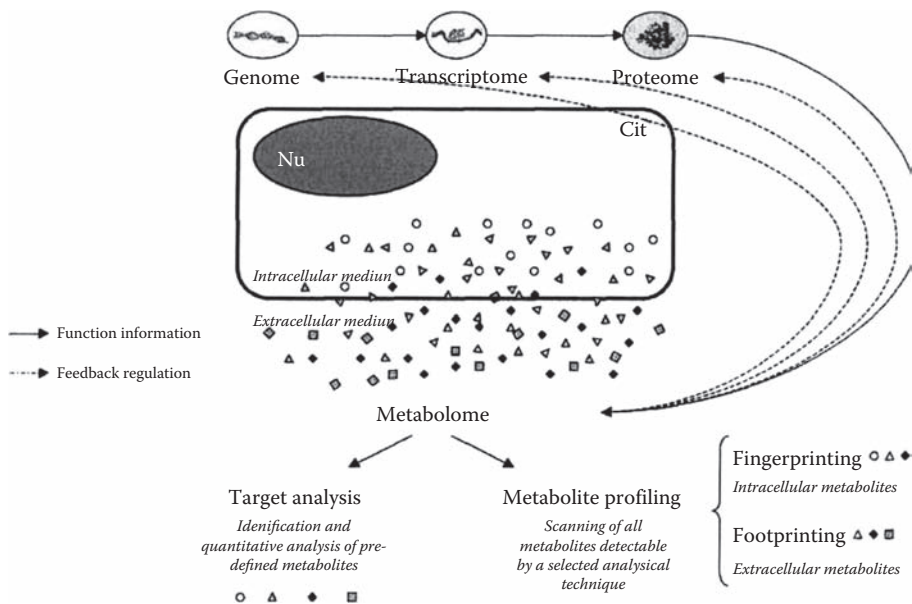 Genome
Transcriptome
Proteome
Cit
Nu
Intracellular mediun
Extracellular mediun
Function information
Feedback regulation
Metabolome
Target analysis
Idenification and
quantitative analysis of pre-
defined metabolites
Metabolite profiling
Scanning of all
metabolites detectable
by a selected analysical
technique
Fingerprinting
Intracellular metabolites
Footprinting
Extracellular metabolites